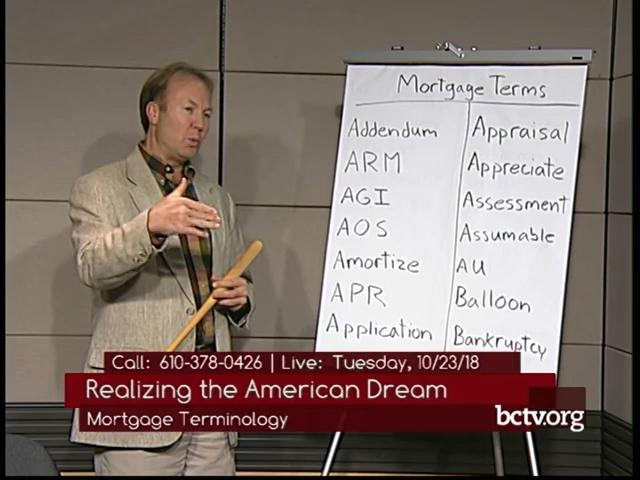 Mortgage Terms
Addendum
ARM
AGI
AOS
Amortize
APR
Application
Appraisal
Appreciate
Assessment
Assumable
AU
Balloon
Bankruptcy
Call: 610-378-0426 | Live: Tuesday, 10/23/18
Realizing the American Dream
Mortgage Terminology
bctv.org